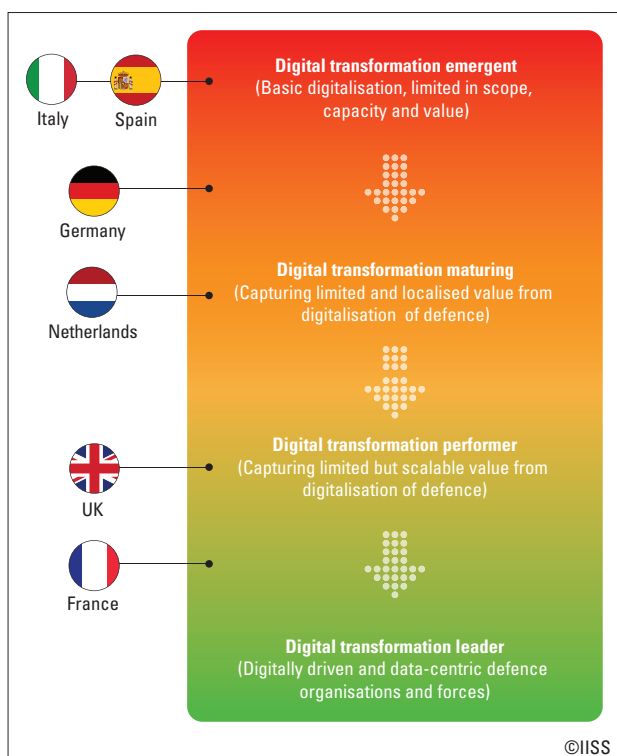 Digital transformation emergent
(Basic digitalisation, limited in scope,
capacity and value)
Italy
Spain
Germany
Digital transformation maturing
(Capturing limited and localised value from
digitalisation of defence)
Netherlands
Digital transformation performer
(Capturing limited but scalable value from
digitalisation of defence)
UK
France
Digital transformation leader
(Digitally driven and data-centric defence
organisations and forces)
©IISS